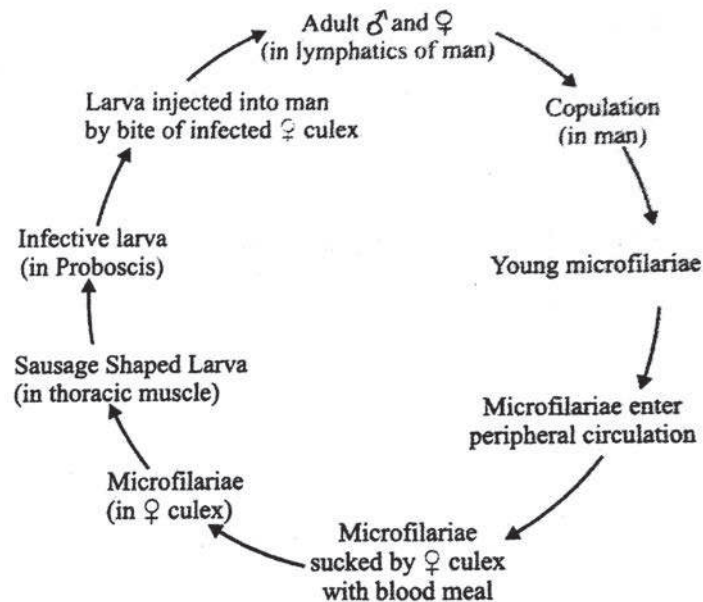 Adult ♂ and ♀
(in lymphatics of man)
Copulation
(in man)
Young microfilariae
Microfilariae enter
peripheral circulation
Microfilariae
sucked by ♀ culex
with blood meal
Microfilariae
(in ♀ culex)
Sausage Shaped Larva
(in thoracic muscle)
Infective larva
(in Proboscis)
Larva injected into man
by bite of infected ♀ culex